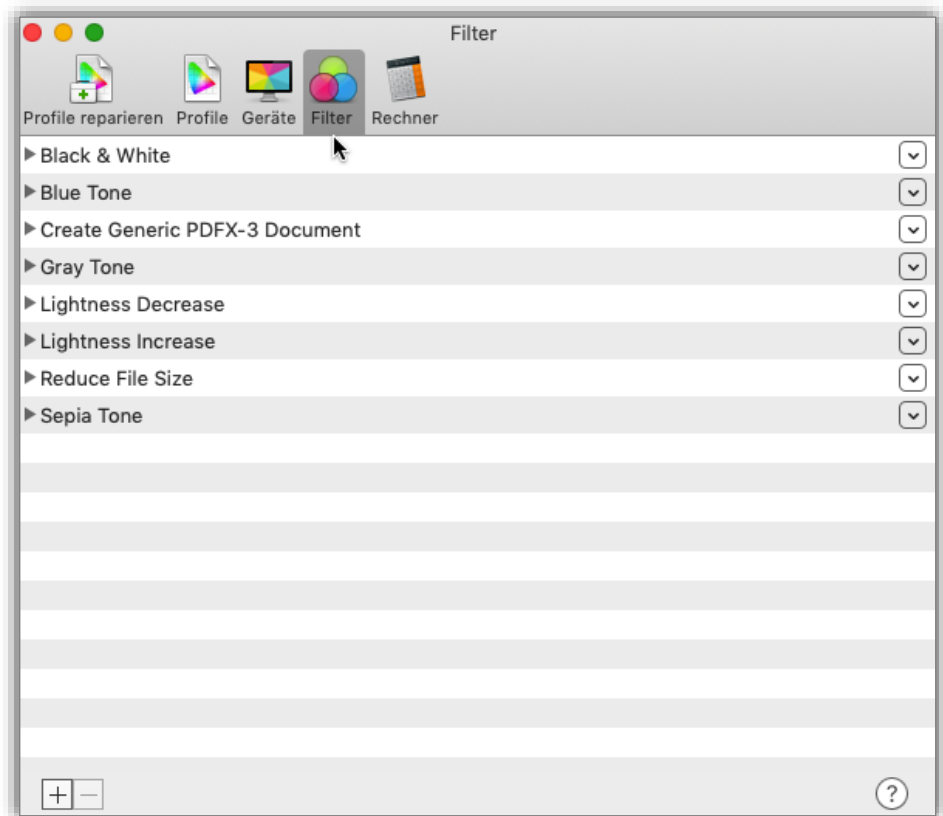 Filter
Profile reparieren Profile Geräte Filter Rechner
Black & White
Blue Tone
Create Generic PDFX-3 Document
Gray Tone
Lightness Decrease
Lightness Increase
Reduce File Size
Sepia Tone
+ − ?